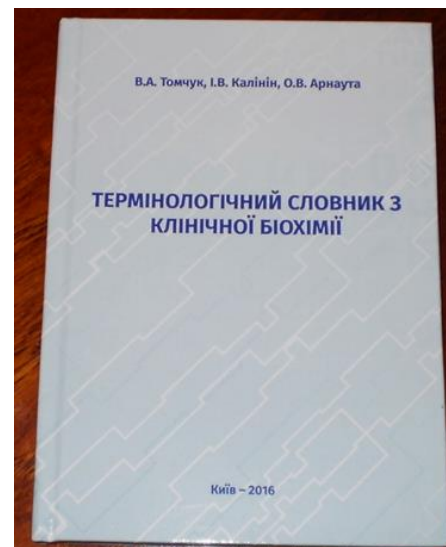 В.А. Томчук, І.В. Калінін, О.В. Арнаута
ТЕРМІНОЛОГІЧНИЙ СЛОВНИК З
КЛІНІЧНОЇ БІОХІМІЇ
Київ – 2016